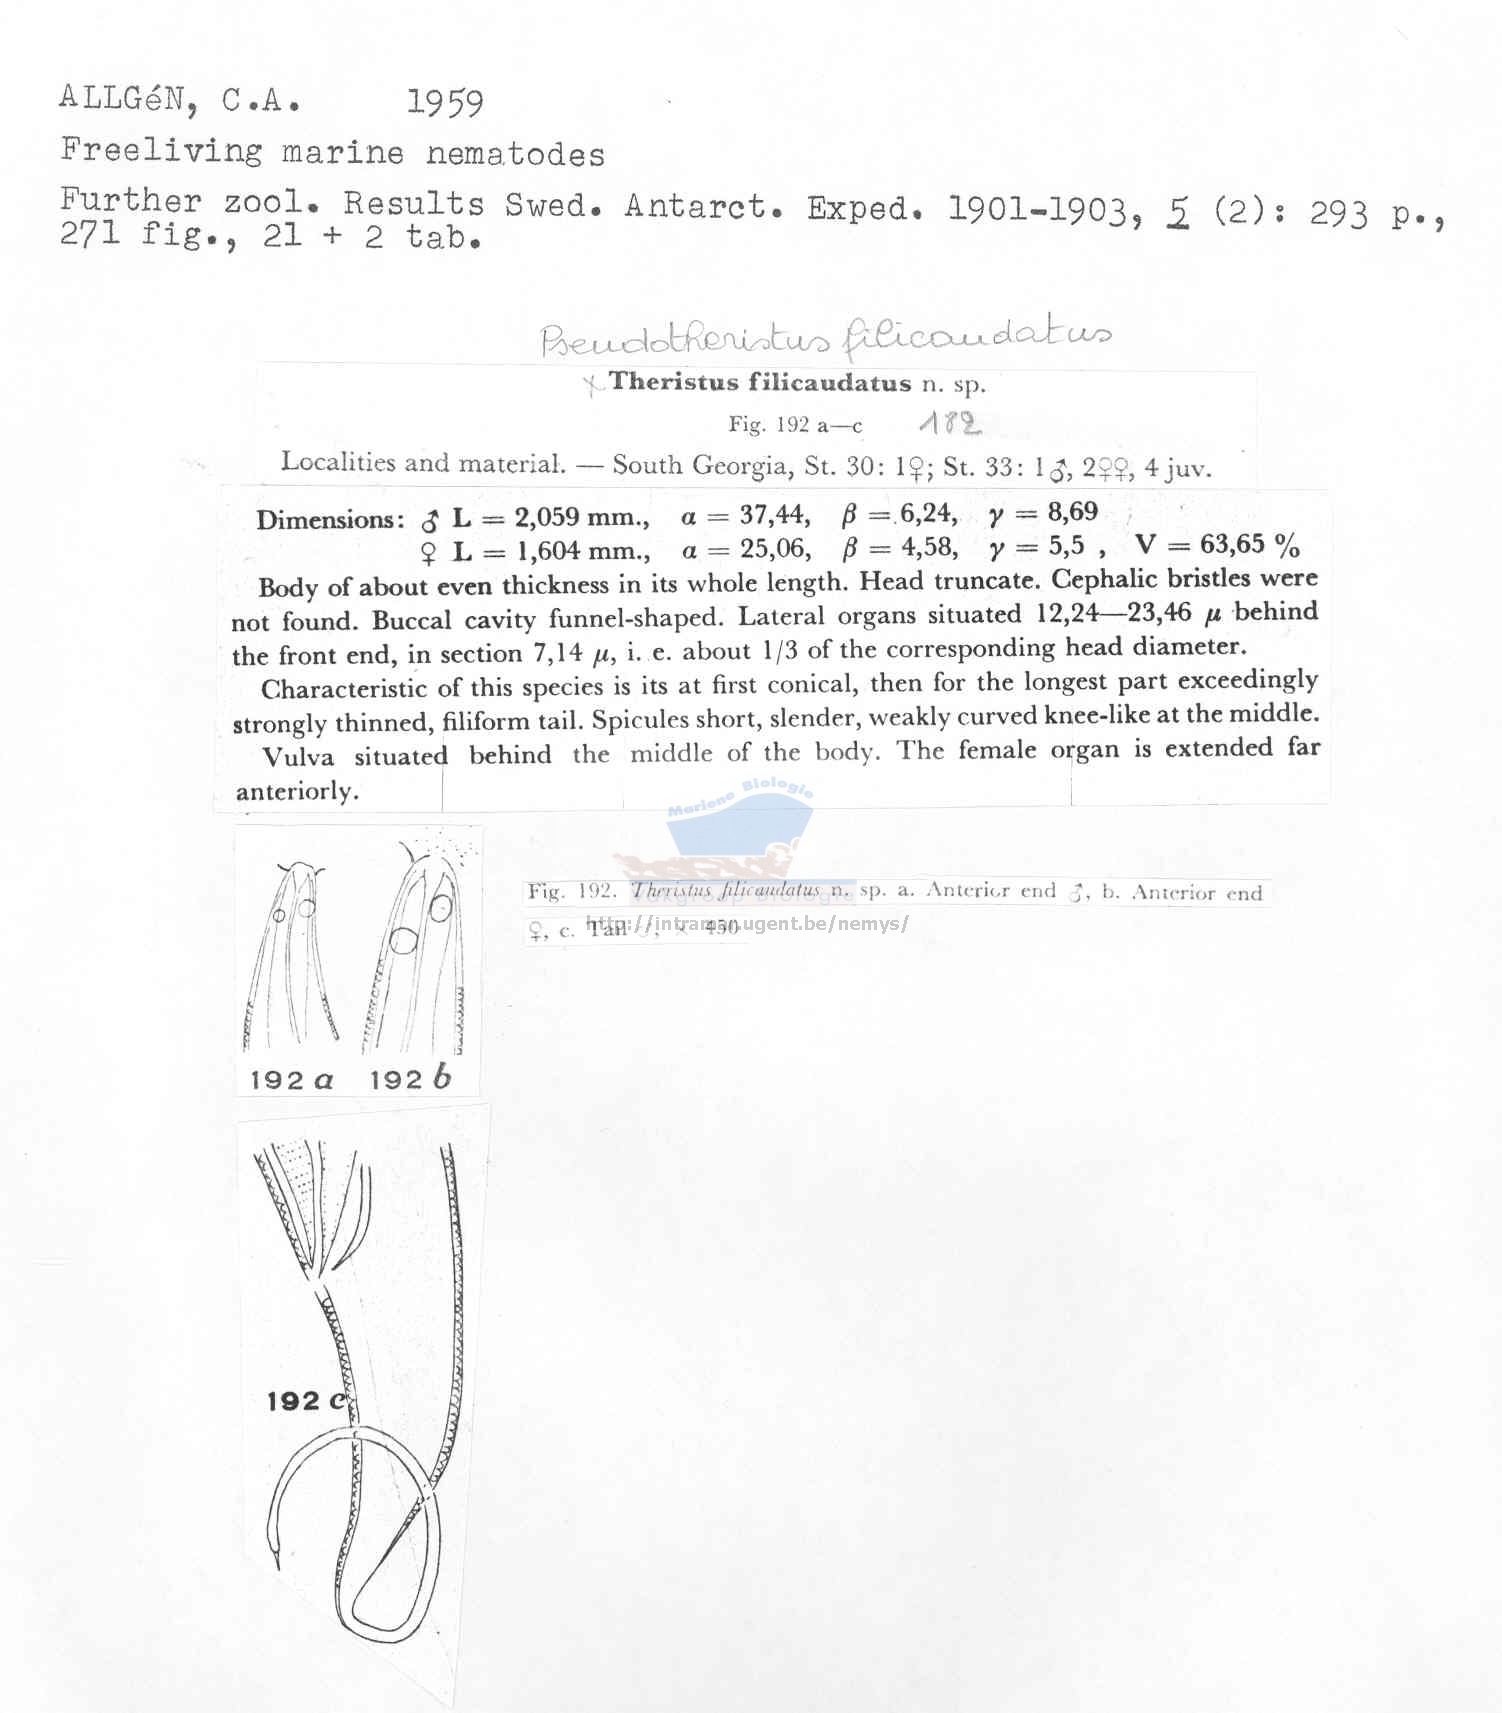 ALLGéN, C.A. 1959
Freeliving marine nematodes
Further zool. Results Swed. Antarct. Exped. 1901-1903, 5 (2): 293 p.,
271 fig., 21 + 2 tab.
Pseudotheristus filicaudatus
x Theristus filicaudatus n. sp.
Fig. 192 a—c 182
Localities and material. — South Georgia, St. 30: 1♀; St. 33: 1♂, 2♀♀, 4 juv.
Dimensions: ♂ L = 2,059 mm., α = 37,44, β = 6,24, γ = 8,69
♀ L = 1,604 mm., α = 25,06, β = 4,58, γ = 5,5 , V = 63,65 %
Body of about even thickness in its whole length. Head truncate. Cephalic bristles were
not found. Buccal cavity funnel-shaped. Lateral organs situated 12,24—23,46 μ behind
the front end, in section 7,14 μ, i. e. about 1/3 of the corresponding head diameter.
Characteristic of this species is its at first conical, then for the longest part exceedingly
strongly thinned, filiform tail. Spicules short, slender, weakly curved knee-like at the middle.
Vulva situated behind the middle of the body. The female organ is extended far
anteriorly.
Mariene Biologie
Fig. 192. Theristus filicaudatus n. sp. a. Anterior end ♂, b. Anterior end
♀, c. Tail ♂, × 450
http://intramar.ugent.be/nemys/
192 a 192 b
192 c